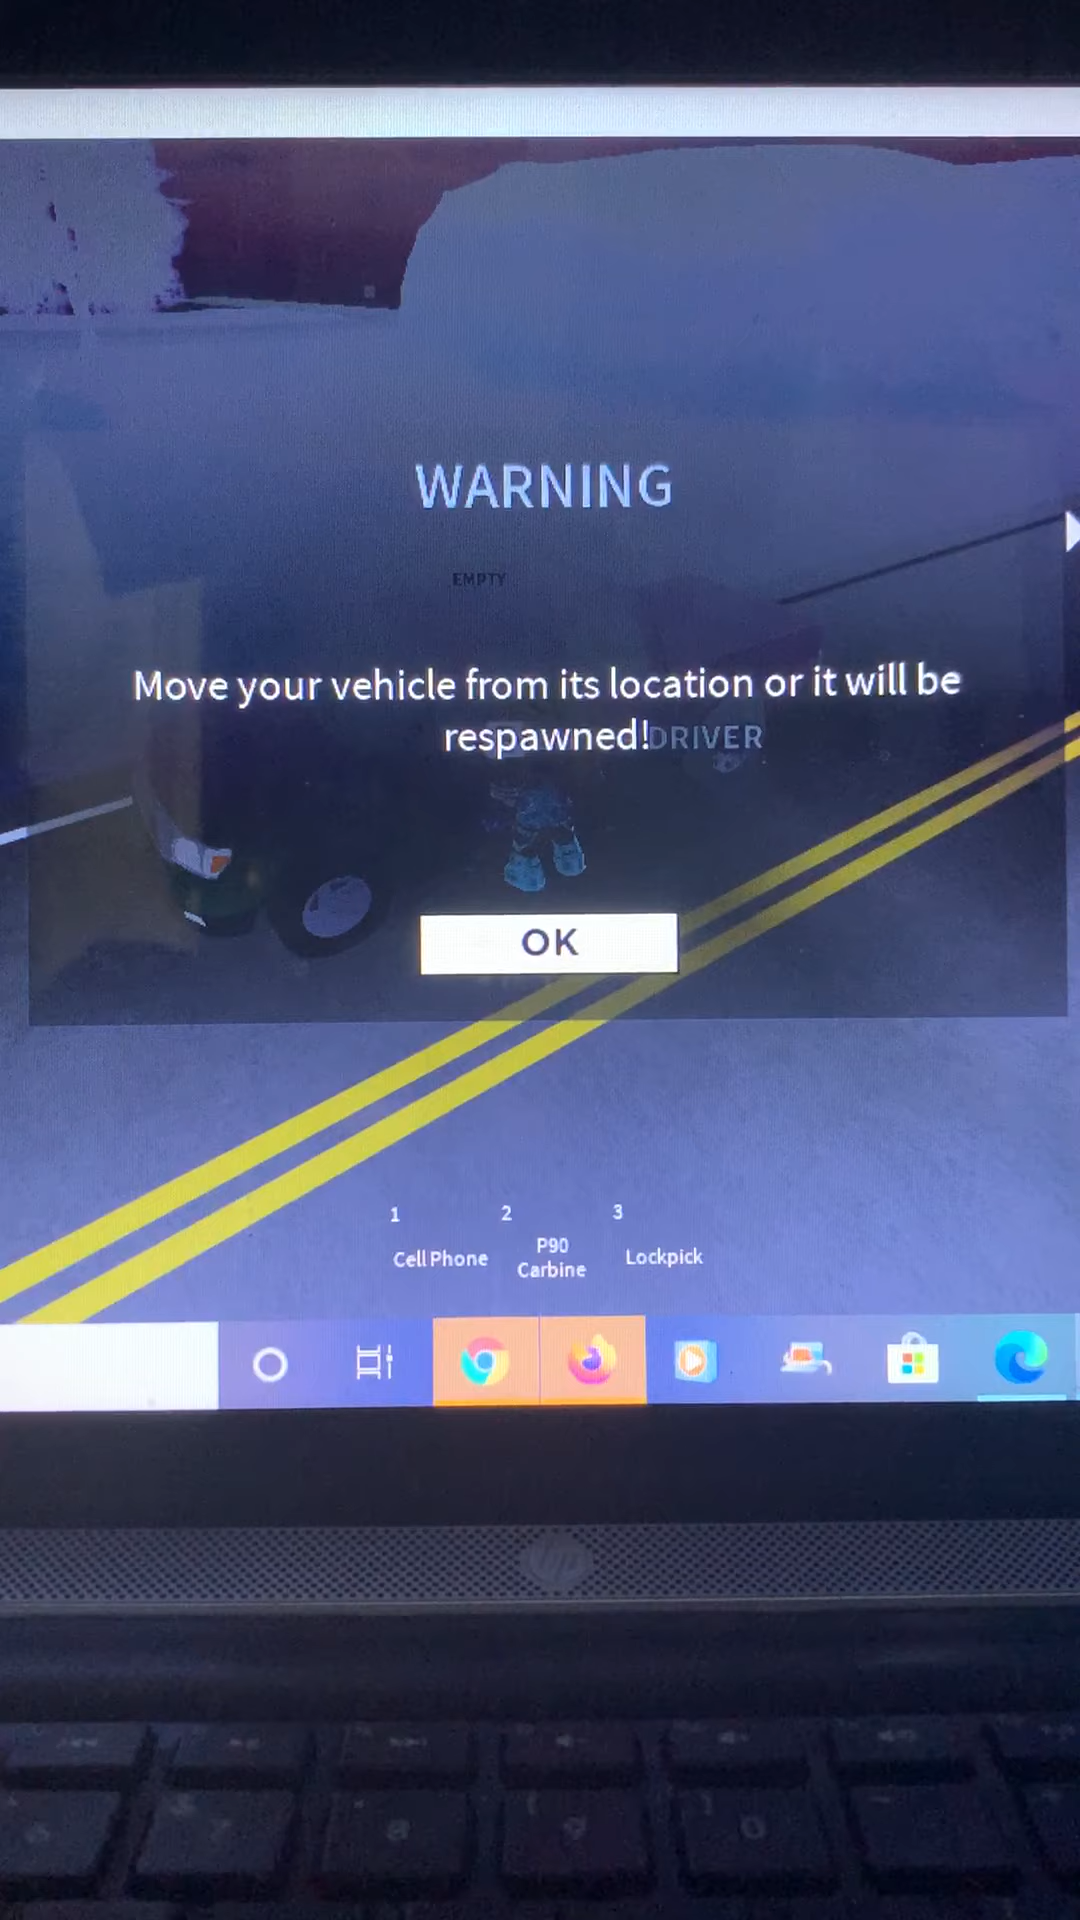 WARNING
EMPTY
Move your vehicle from its location or it will be
respawned!
DRIVER
OK
1 2 3
Cell Phone
P90
Carbine
Lockpick
hp